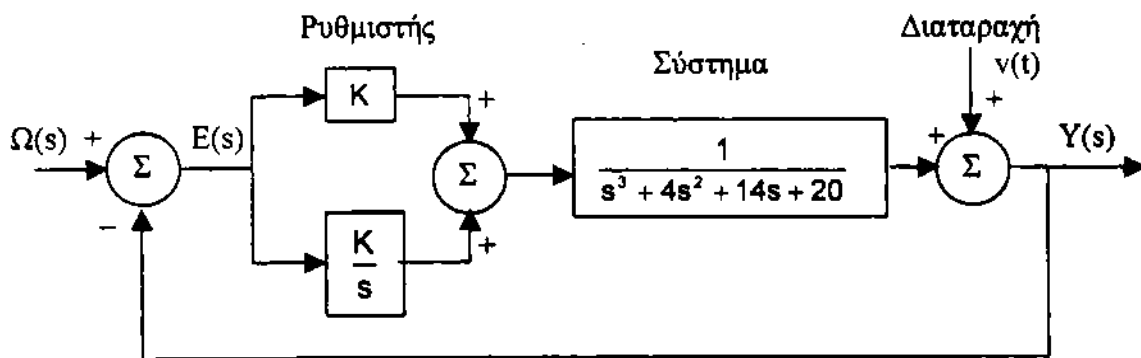 Ρυθμιστής
Διαταραχή
Σύστημα
v(t)
K
+
+
Ω(s) +
Σ
E(s)
Σ
1
s³ + 4s² + 14s + 20
+
Σ
Y(s)
−
K
s
+